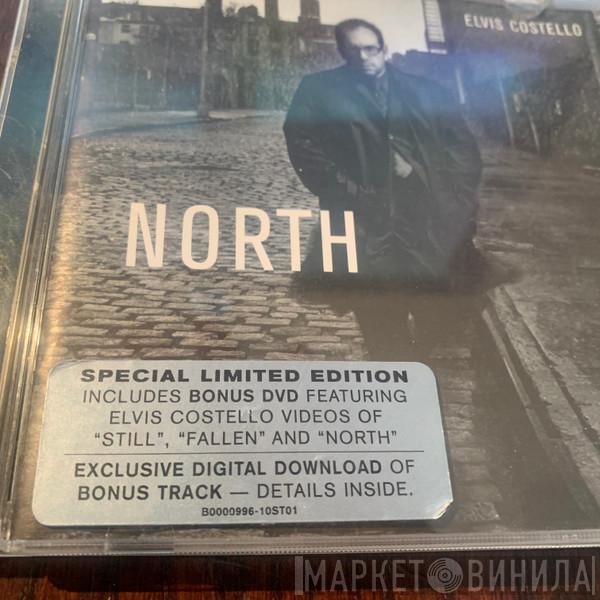 ELVIS COSTELLO
NORTH
SPECIAL LIMITED EDITION
INCLUDES BONUS DVD FEATURING
ELVIS COSTELLO VIDEOS OF
“STILL”, “FALLEN” AND “NORTH”
EXCLUSIVE DIGITAL DOWNLOAD OF
BONUS TRACK — DETAILS INSIDE.
B0000996-10ST01
МАРКЕТ ВИНИЛА